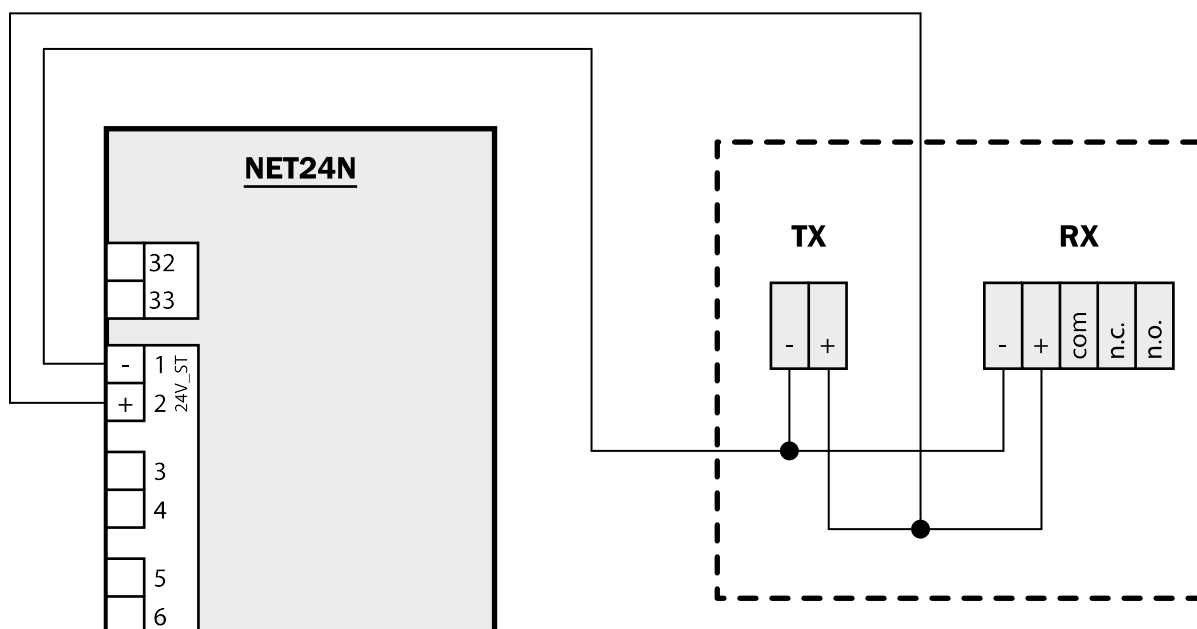 NET24N
32
33
- 1
+ 2
24V_ST
3
4
5
6
TX
- +
RX
- + com n.c. n.o.